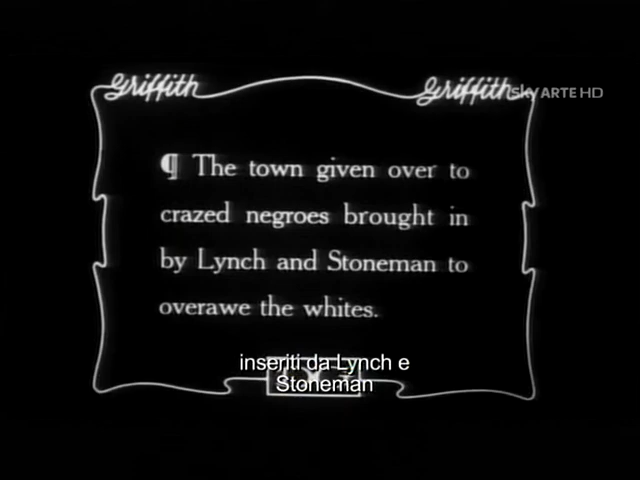 Griffith Griffith
sky ARTE HD
¶ The town given over to
crazed negroes brought in
by Lynch and Stoneman to
overawe the whites.
inseriti da Lynch e
Stoneman